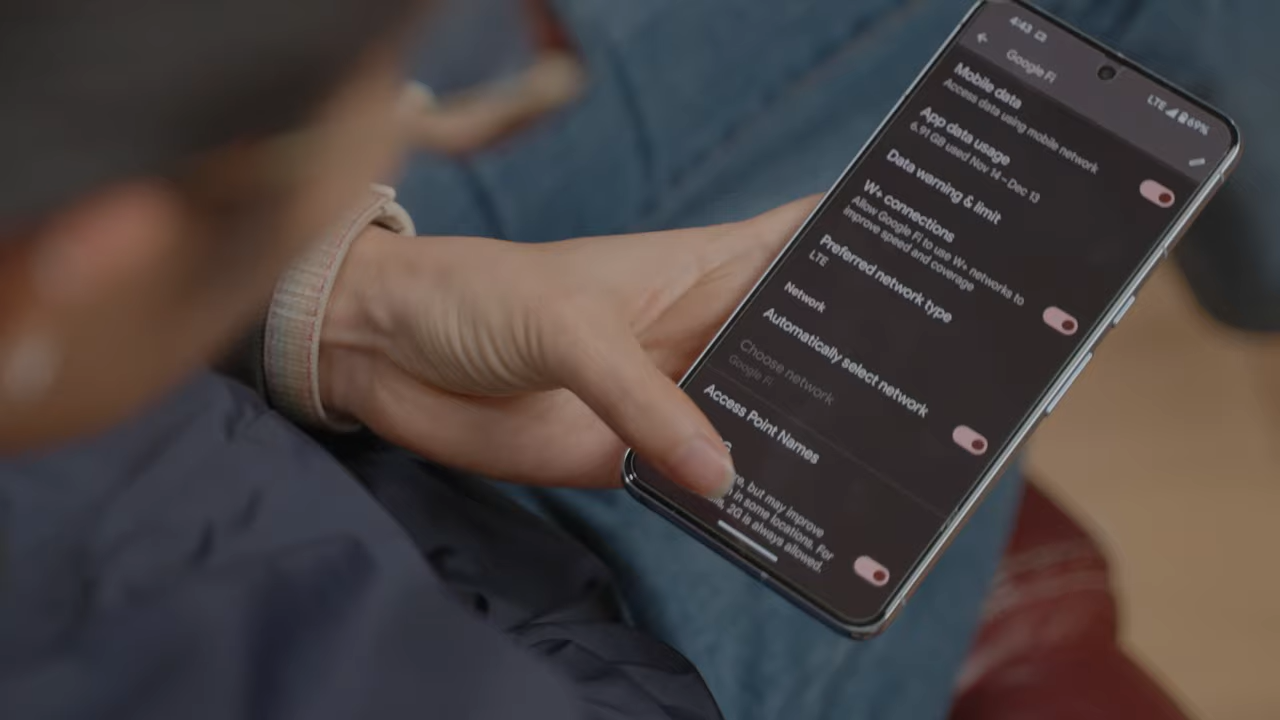 4:43
LTE 69%
Google Fi
Mobile data
Access data using mobile network
App data usage
6.91 GB used Nov 14 – Dec 13
Data warning & limit
W+ connections
Allow Google Fi to use W+ networks to
improve speed and coverage
Preferred network type
LTE
Network
Automatically select network
Choose network
Google Fi
Access Point Names
but may improve
in some locations. For
2G is always allowed.